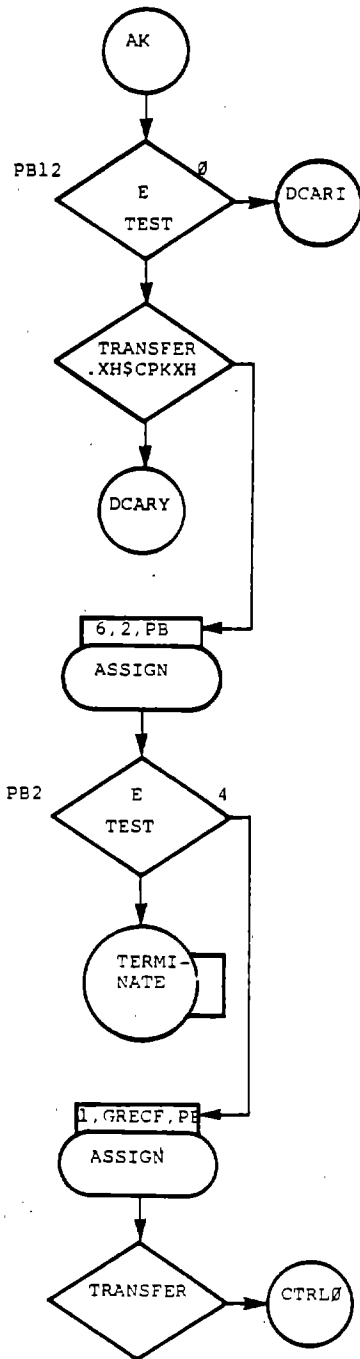 AK
PB12
E
Ø
TEST
DCARI
TRANSFER
.XH$CPKXH
DCARY
6,2,PB
ASSIGN
PB2
E
4
TEST
TERMI-
NATE
1,GRECF,PB
ASSIGN
TRANSFER
CTRLØ